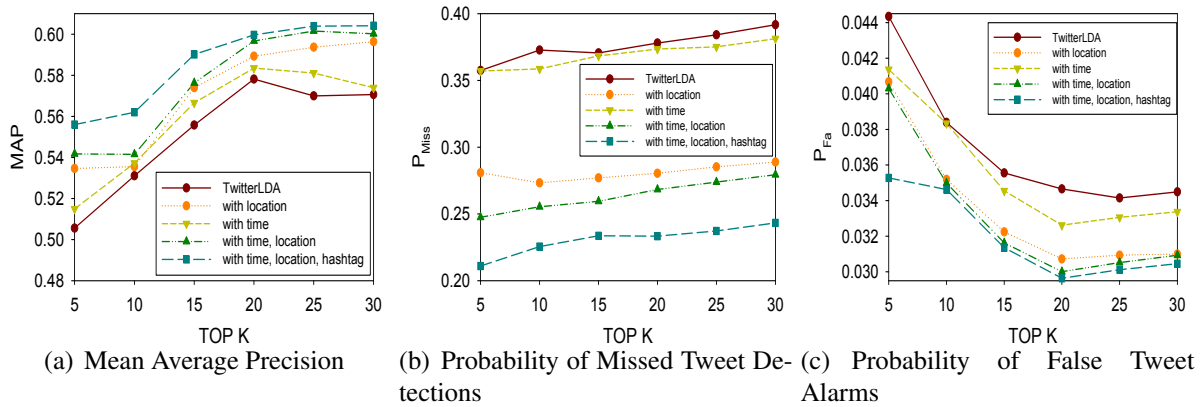 0.60
0.58
0.56
0.54
0.52
0.50
0.48
MAP
TwitterLDA
with location
with time
with time, location
with time, location, hashtag
5 10 15 20 25 30
TOP K
(a) Mean Average Precision
0.40
0.35
0.30
0.25
0.20
P_Miss
TwitterLDA
with location
with time
with time, location
with time, location, hashtag
5 10 15 20 25 30
TOP K
(b) Probability of Missed Tweet De-
tections
0.044
0.042
0.040
0.038
0.036
0.034
0.032
0.030
P_Fa
TwitterLDA
with location
with time
with time, location
with time, location, hashtag
5 10 15 20 25 30
TOP K
(c) Probability of False Tweet
Alarms